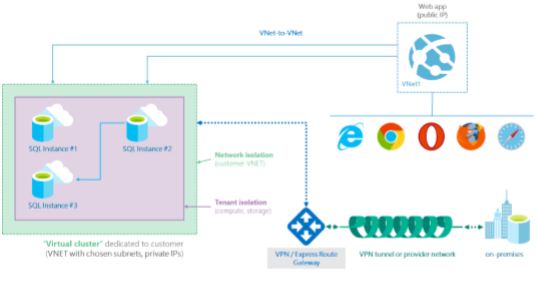 Web app
(public IP)
VNet-to-VNet
VNet1
SQL Instance #1
SQL Instance #2
SQL Instance #3
Network isolation
(customer VNET)
Tenant isolation
(compute, storage)
"Virtual cluster" dedicated to customer
(VNET with chosen subnets, private IPs)
VPN / Express Route
Gateway
VPN tunnel or provider network
on-premises